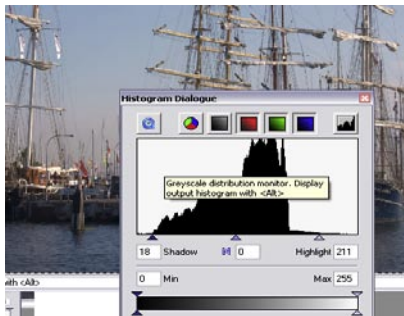 Histogram Dialogue
Greyscale distribution monitor. Display
output histogram with <Alt>
18 Shadow 0 Highlight 211
with <Alt>
0 Min Max 255